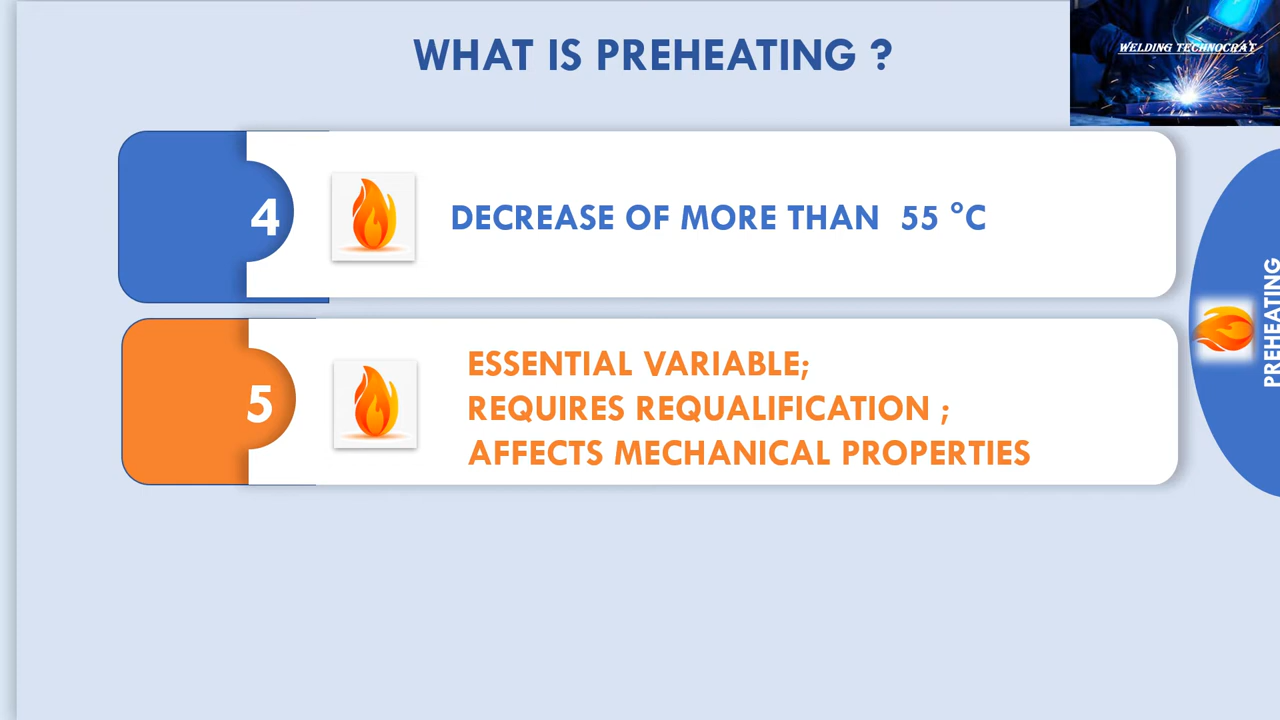 WHAT IS PREHEATING ?
WELDING TECHNOCRAT
4
DECREASE OF MORE THAN 55 °C
5
ESSENTIAL VARIABLE;
REQUIRES REQUALIFICATION ;
AFFECTS MECHANICAL PROPERTIES
PREHEATING